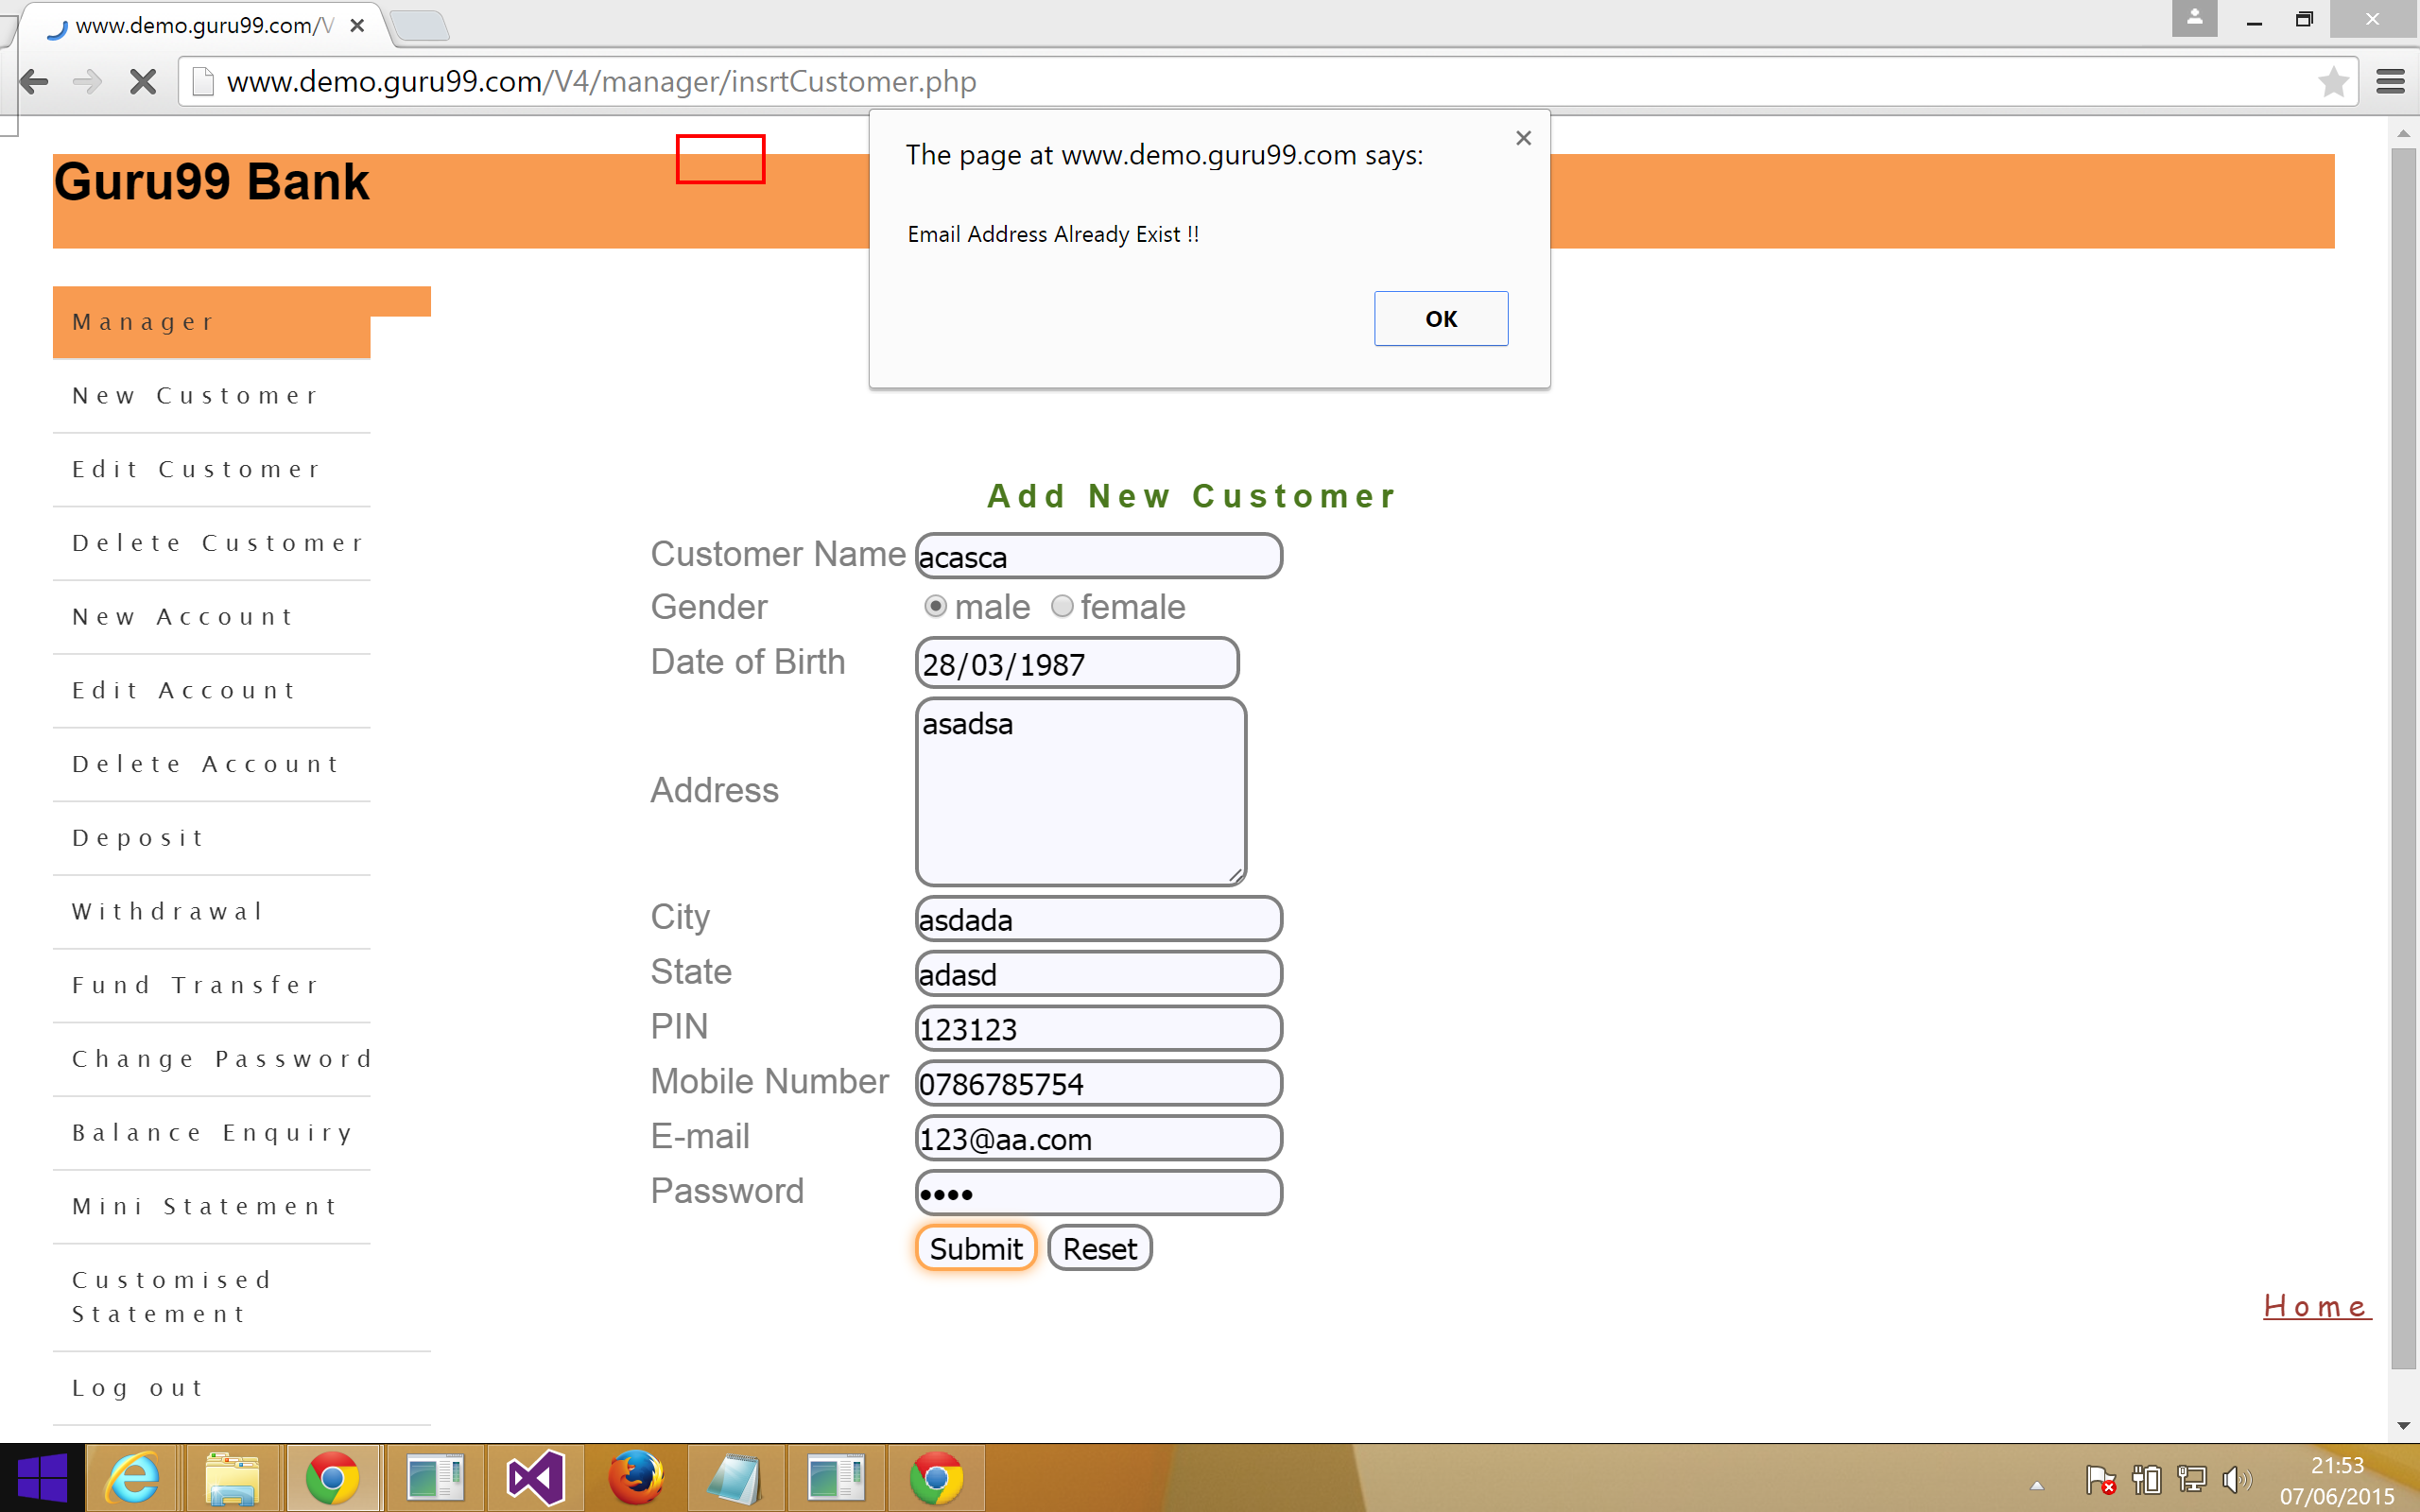 www.demo.guru99.com/V
www.demo.guru99.com/V4/manager/insrtCustomer.php
The page at www.demo.guru99.com says:
Email Address Already Exist !!
OK
Guru99 Bank
Manager
New Customer
Edit Customer
Delete Customer
New Account
Edit Account
Delete Account
Deposit
Withdrawal
Fund Transfer
Change Password
Balance Enquiry
Mini Statement
Customised
Statement
Log out
Add New Customer
Customer Name acasca
Gender male female
Date of Birth 28/03/1987
Address asadsa
City asdada
State adasd
PIN 123123
Mobile Number 0786785754
E-mail 123@aa.com
Password ••••
Submit Reset
Home
21:53
07/06/2015